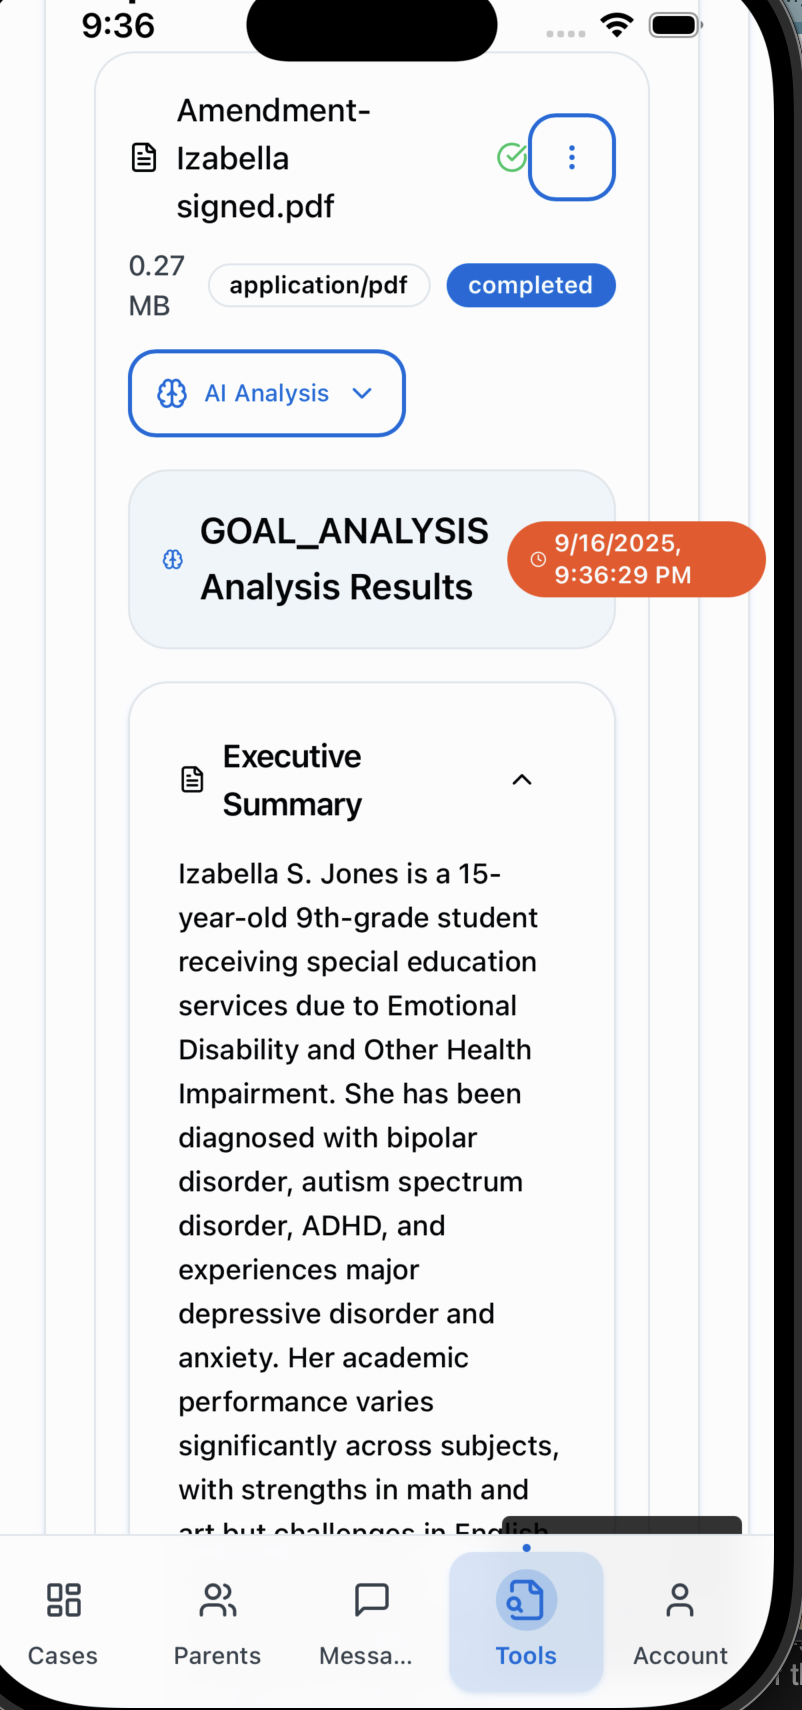 9:36
Amendment-
Izabella
signed.pdf
0.27
MB
application/pdf
completed
AI Analysis
GOAL_ANALYSIS
Analysis Results
9/16/2025,
9:36:29 PM
Executive
Summary
Izabella S. Jones is a 15-
year-old 9th-grade student
receiving special education
services due to Emotional
Disability and Other Health
Impairment. She has been
diagnosed with bipolar
disorder, autism spectrum
disorder, ADHD, and
experiences major
depressive disorder and
anxiety. Her academic
performance varies
significantly across subjects,
with strengths in math and
art but challenges in English
Cases
Parents
Messa...
Tools
Account